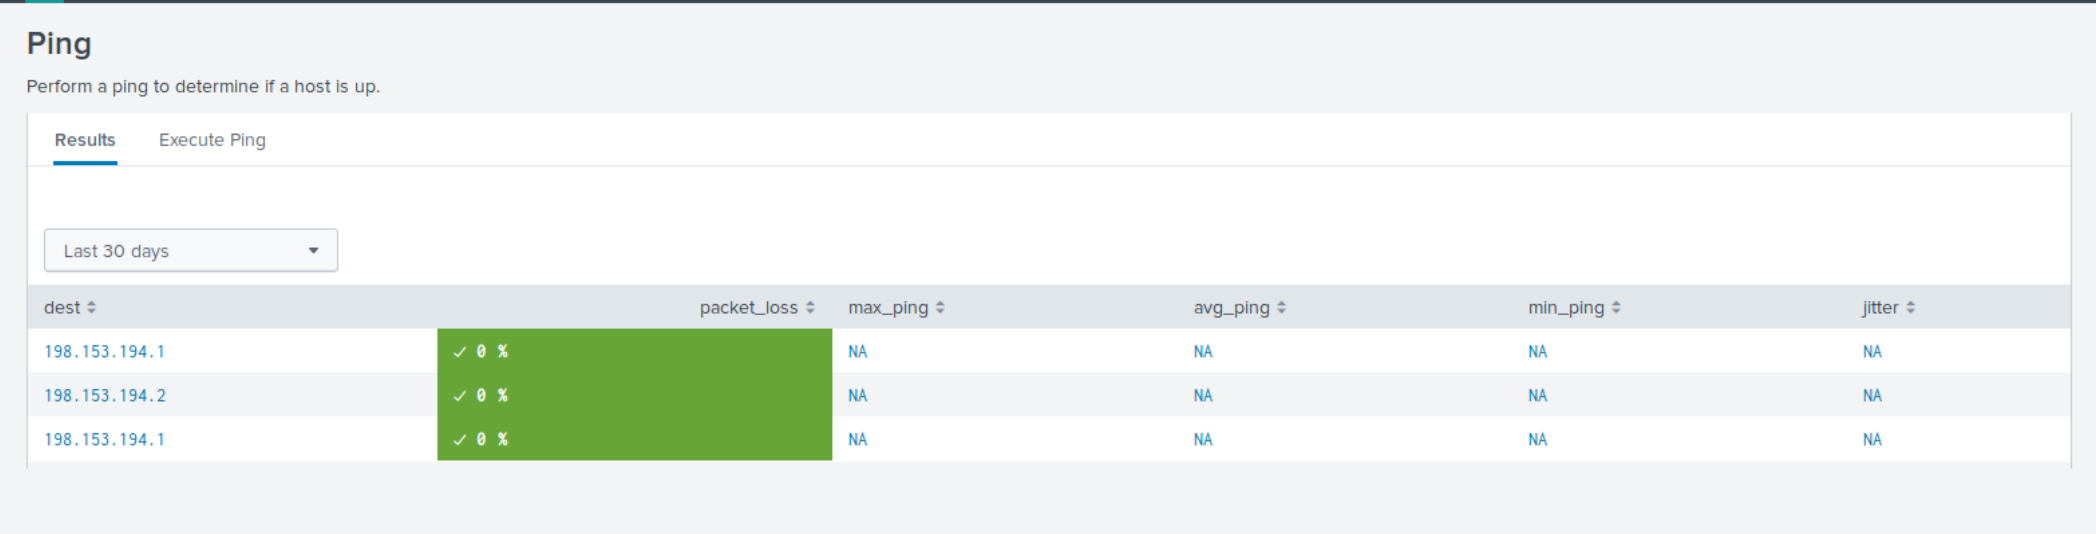 Ping
Perform a ping to determine if a host is up.
Results Execute Ping
Last 30 days
dest packet_loss max_ping avg_ping min_ping jitter
198.153.194.1 ✓ 0 % NA NA NA NA
198.153.194.2 ✓ 0 % NA NA NA NA
198.153.194.1 ✓ 0 % NA NA NA NA